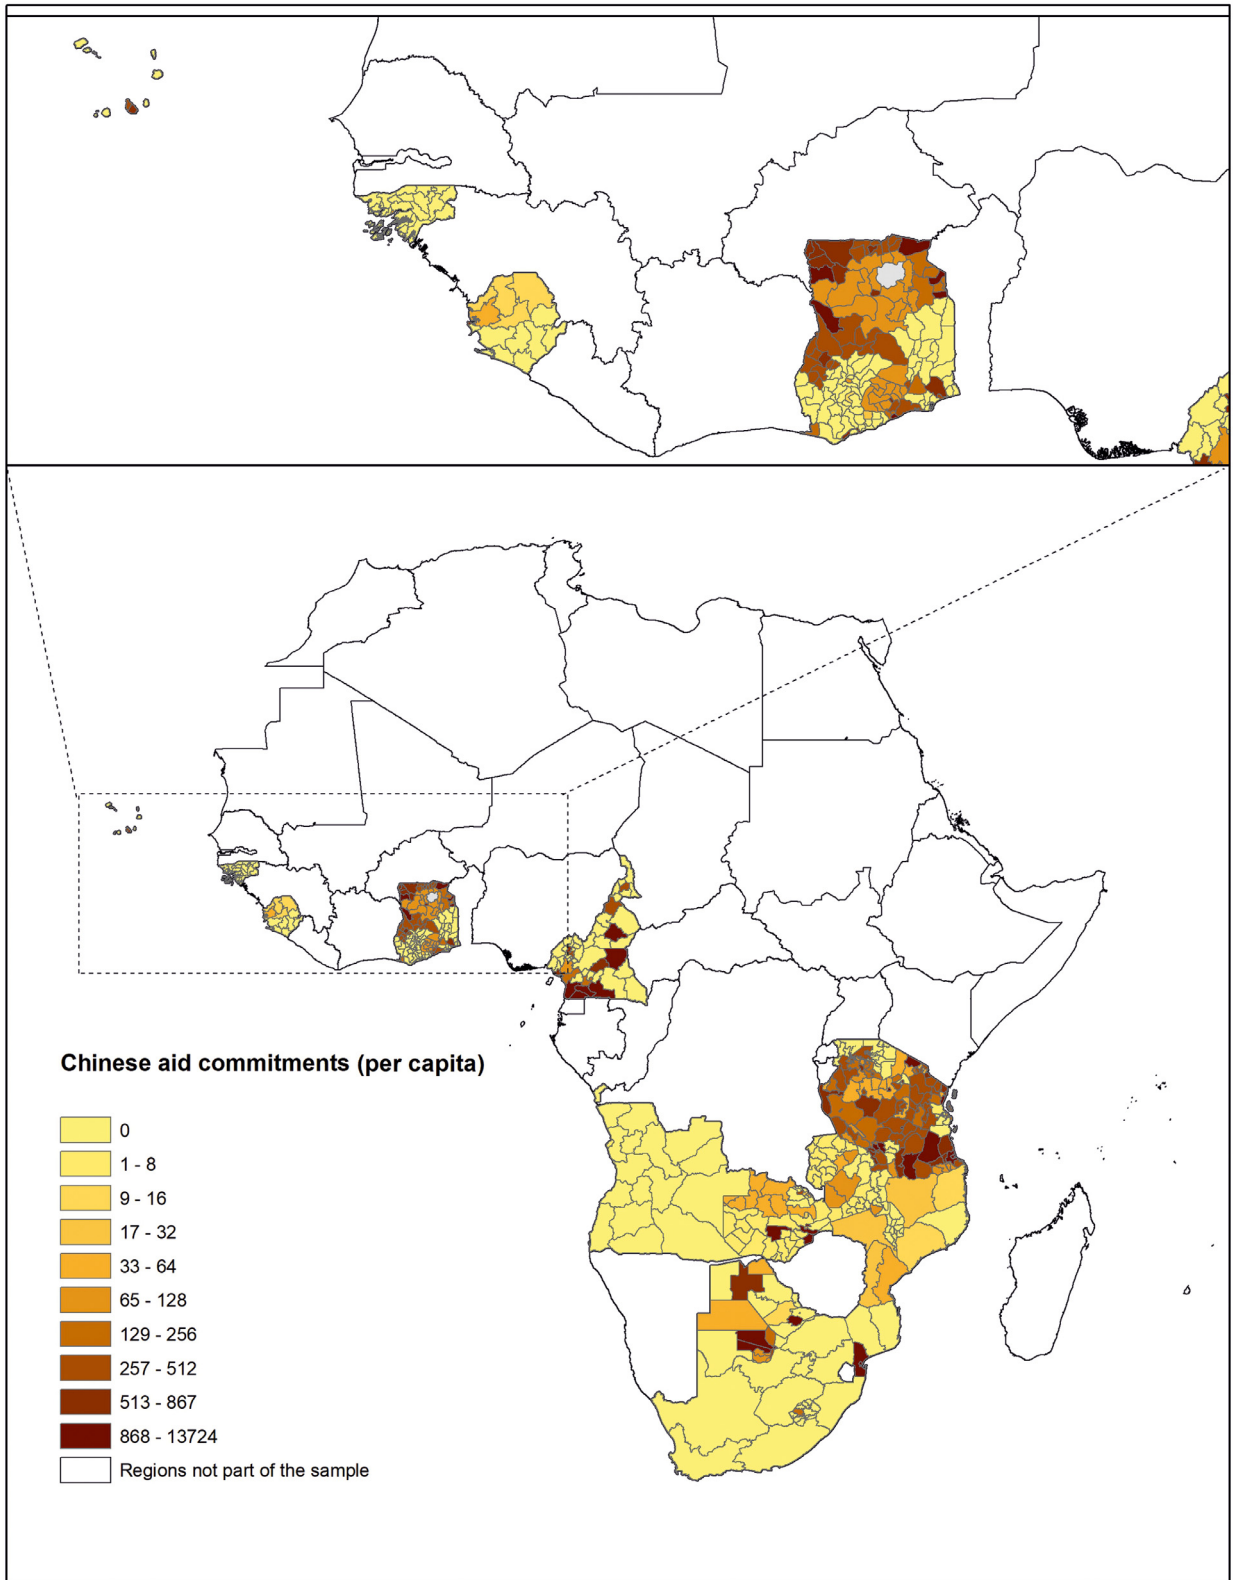 Chinese aid commitments (per capita)
0
1 - 8
9 - 16
17 - 32
33 - 64
65 - 128
129 - 256
257 - 512
513 - 867
868 - 13724
Regions not part of the sample